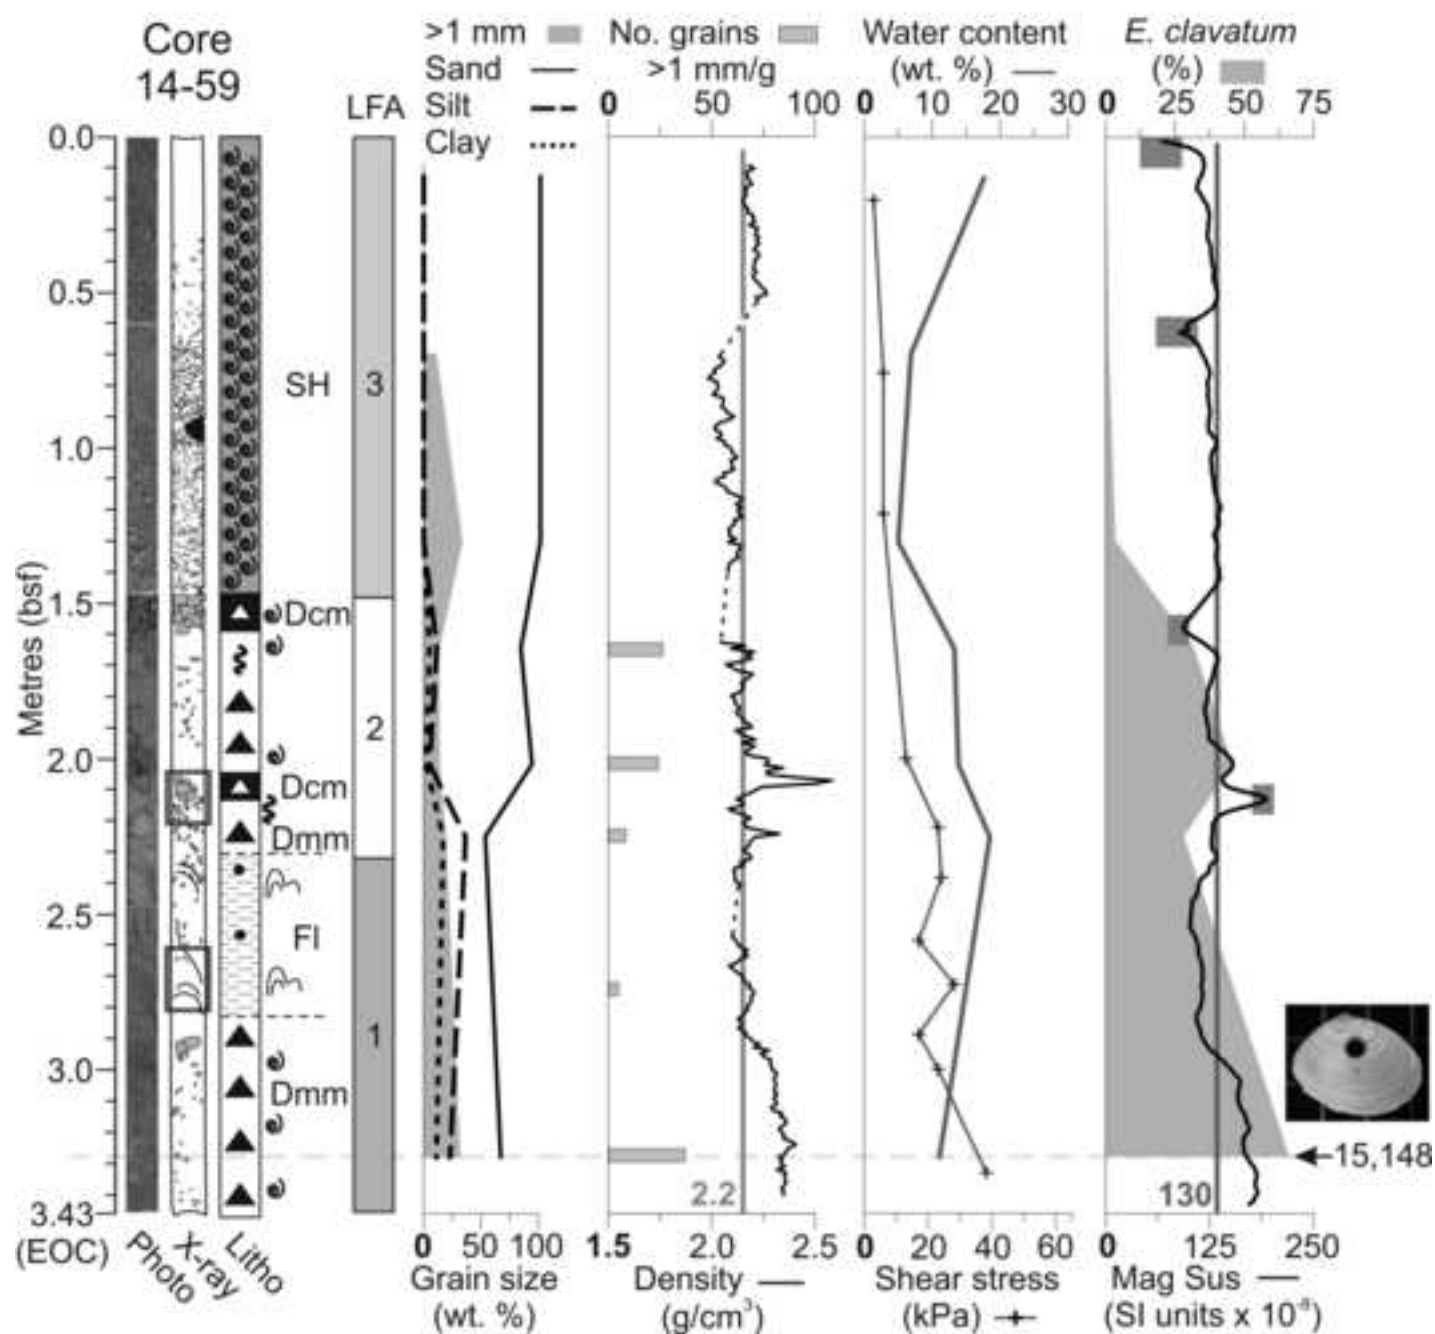 Core
14-59
LFA
>1 mm
Sand
Silt
Clay
No. grains
>1 mm/g
0 50 100
Water content
(wt. %)
0 10 20 30
E. clavatum
(%)
0 25 50 75
Metres (bsf)
0.0
0.5
1.0
1.5
2.0
2.5
3.0
3.43
(EOC)
SH
Dcm
Dcm
Dmm
Fl
Dmm
3
2
1
2.2
130
15,148
Photo
X-ray
Litho
0 50 100
Grain size
(wt. %)
1.5 2.0 2.5
Density
(g/cm³)
0 20 40 60
Shear stress
(kPa)
0 125 250
Mag Sus
(SI units x 10⁻⁸)